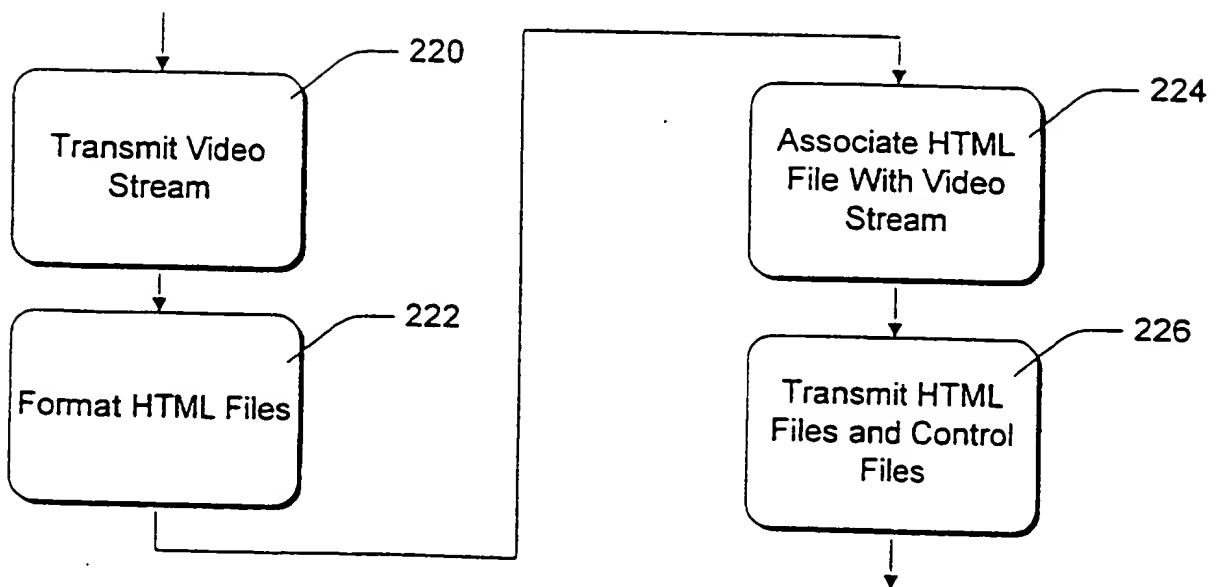 220
Transmit Video
Stream
222
Format HTML Files
224
Associate HTML
File With Video
Stream
226
Transmit HTML
Files and Control
Files